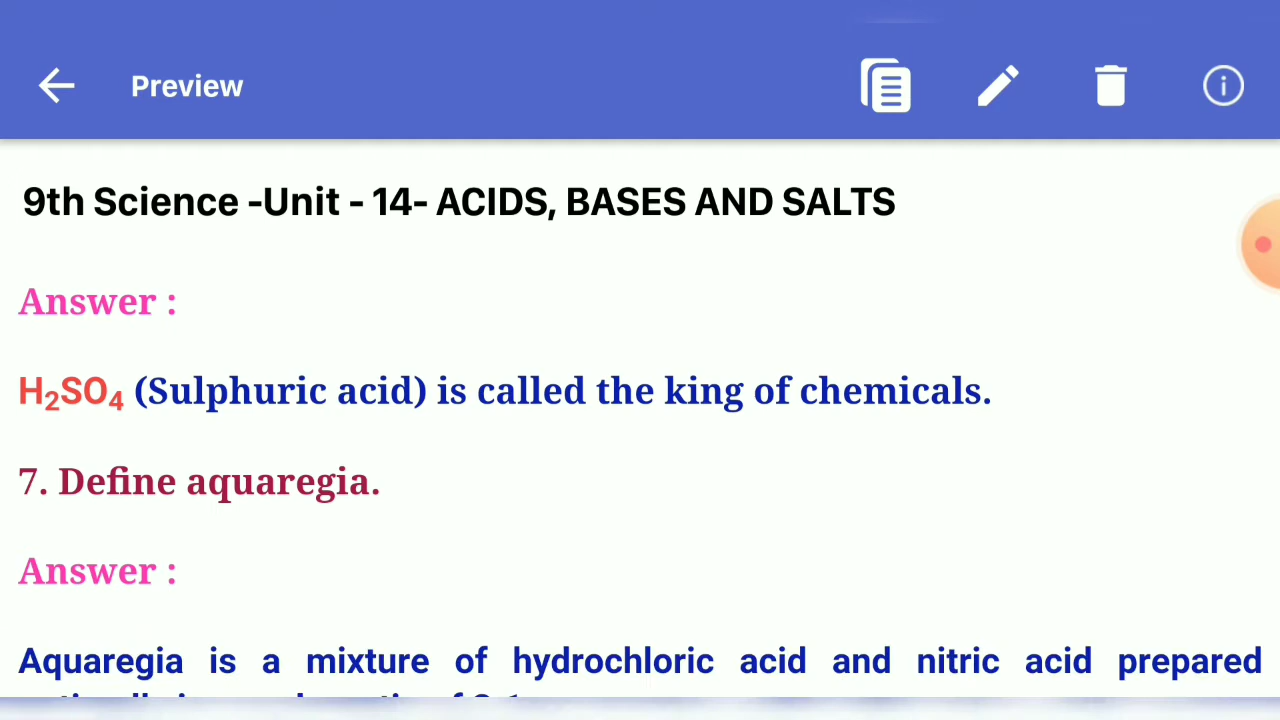 Preview
9th Science -Unit - 14- ACIDS, BASES AND SALTS
Answer :
H₂SO₄ (Sulphuric acid) is called the king of chemicals.
7. Define aquaregia.
Answer :
Aquaregia is a mixture of hydrochloric acid and nitric acid prepared